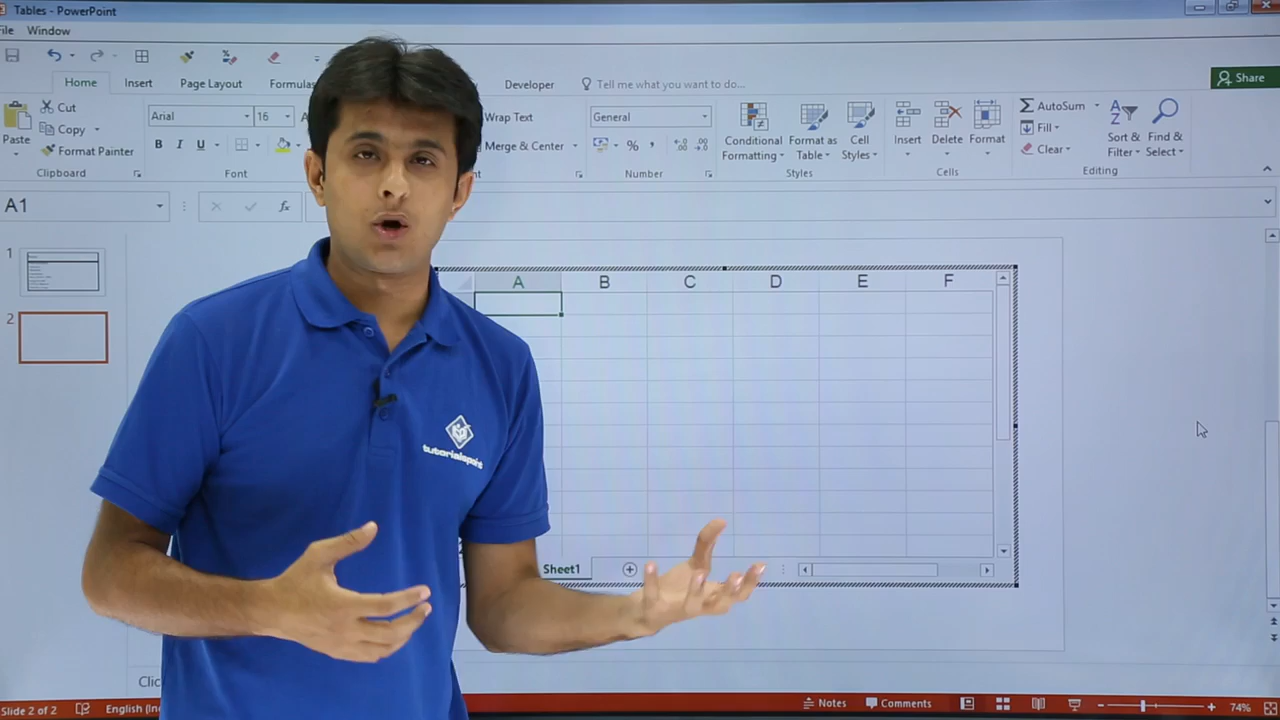 Tables - PowerPoint
File Window
Home Insert Page Layout Formulas Developer Tell me what you want to do... Share
Paste
Cut
Copy
Format Painter
Clipboard
Arial 16
B I U
Font
Wrap Text
Merge & Center
General
% ,
Number
Conditional
Formatting
Format as
Table
Cell
Styles
Styles
Insert Delete Format
Cells
AutoSum
Fill
Clear
Sort &
Filter
Find &
Select
Editing
A1 fx
1
2
A B C D E F
tutorialspoint
Sheet1
Slide 2 of 2 Notes Comments 74%